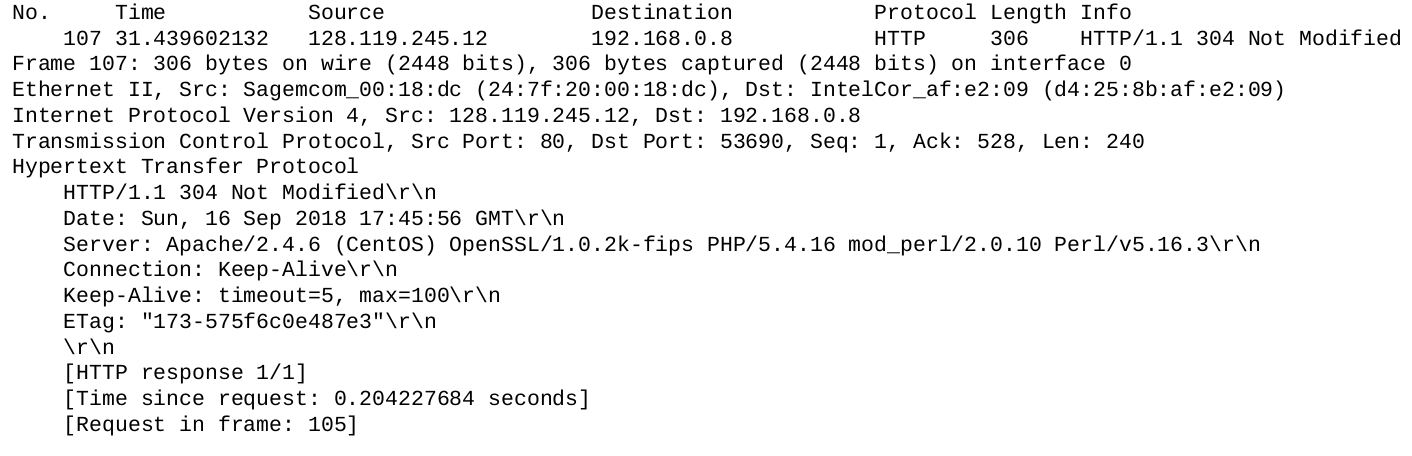 No.     Time           Source                Destination           Protocol Length Info
    107 31.439602132   128.119.245.12        192.168.0.8           HTTP     306    HTTP/1.1 304 Not Modified
Frame 107: 306 bytes on wire (2448 bits), 306 bytes captured (2448 bits) on interface 0
Ethernet II, Src: Sagemcom_00:18:dc (24:7f:20:00:18:dc), Dst: IntelCor_af:e2:09 (d4:25:8b:af:e2:09)
Internet Protocol Version 4, Src: 128.119.245.12, Dst: 192.168.0.8
Transmission Control Protocol, Src Port: 80, Dst Port: 53690, Seq: 1, Ack: 528, Len: 240
Hypertext Transfer Protocol
    HTTP/1.1 304 Not Modified\r\n
    Date: Sun, 16 Sep 2018 17:45:56 GMT\r\n
    Server: Apache/2.4.6 (CentOS) OpenSSL/1.0.2k-fips PHP/5.4.16 mod_perl/2.0.10 Perl/v5.16.3\r\n
    Connection: Keep-Alive\r\n
    Keep-Alive: timeout=5, max=100\r\n
    ETag: "173-575f6c0e487e3"\r\n
    \r\n
    [HTTP response 1/1]
    [Time since request: 0.204227684 seconds]
    [Request in frame: 105]